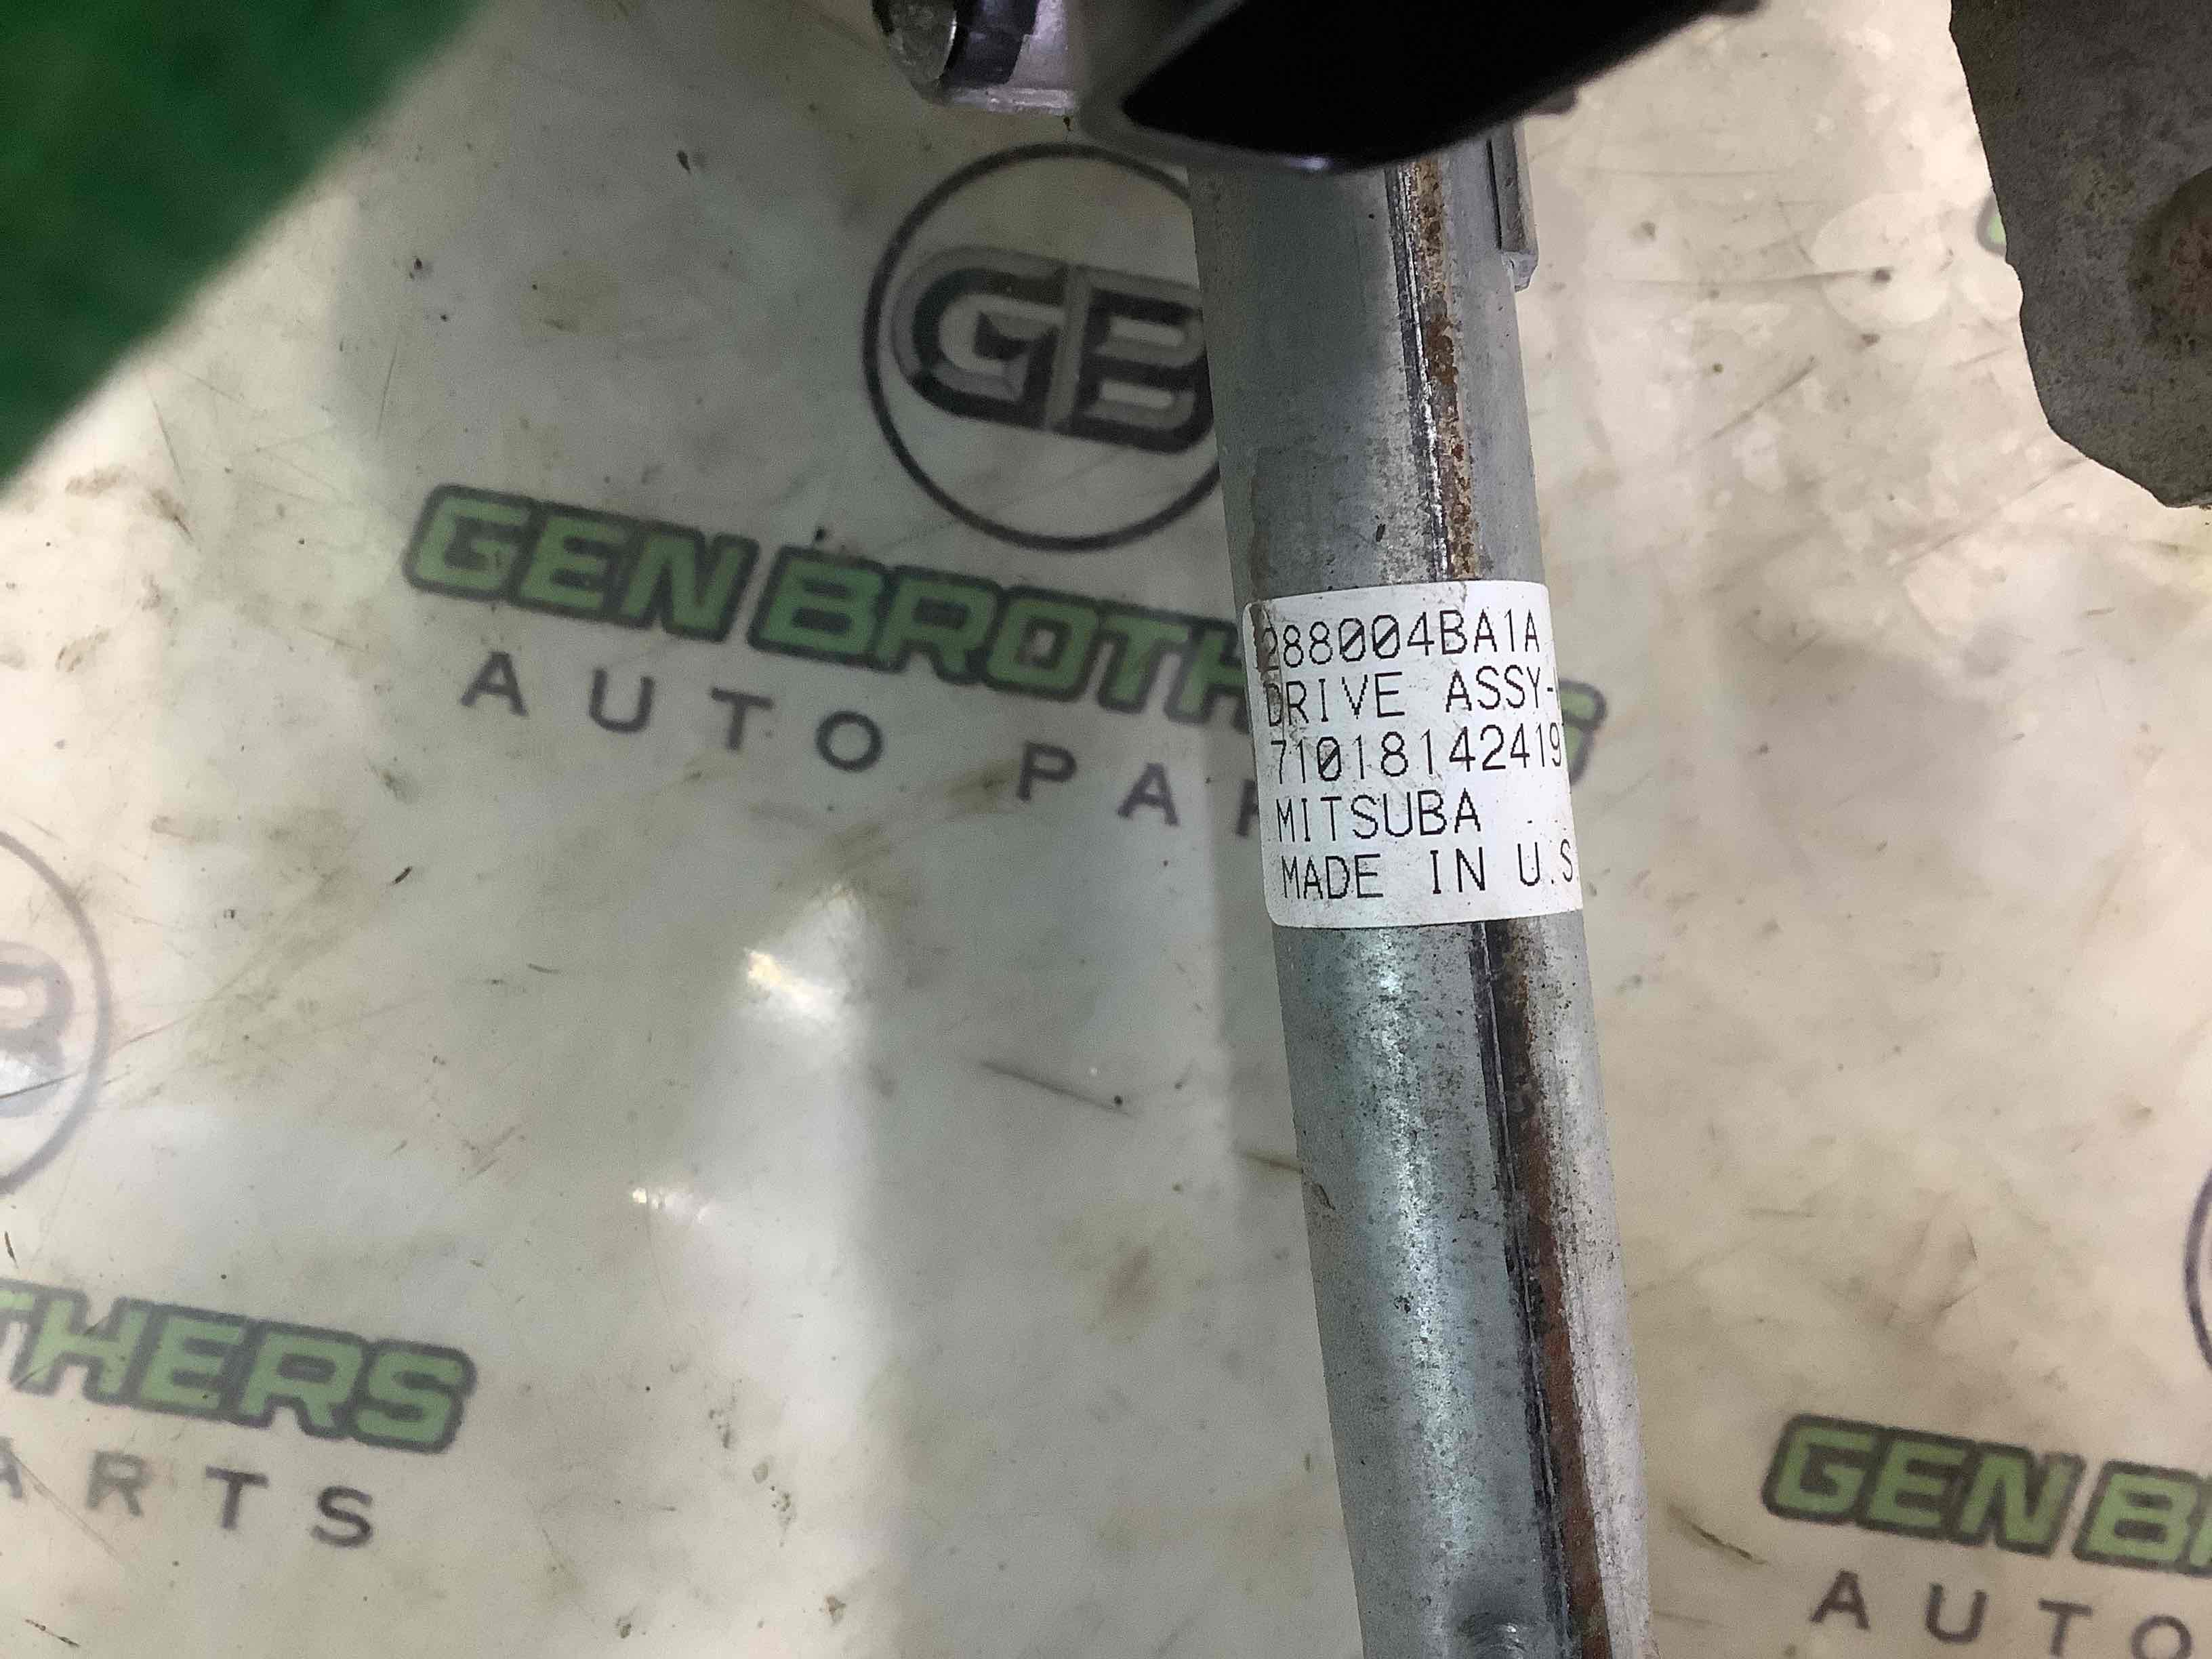 GB
GEN BROTH
AUTO PA
288004BA1A
DRIVE ASSY-
710181424197
MITSUBA
MADE IN U.S
THERS
ARTS
GEN B
AUTO